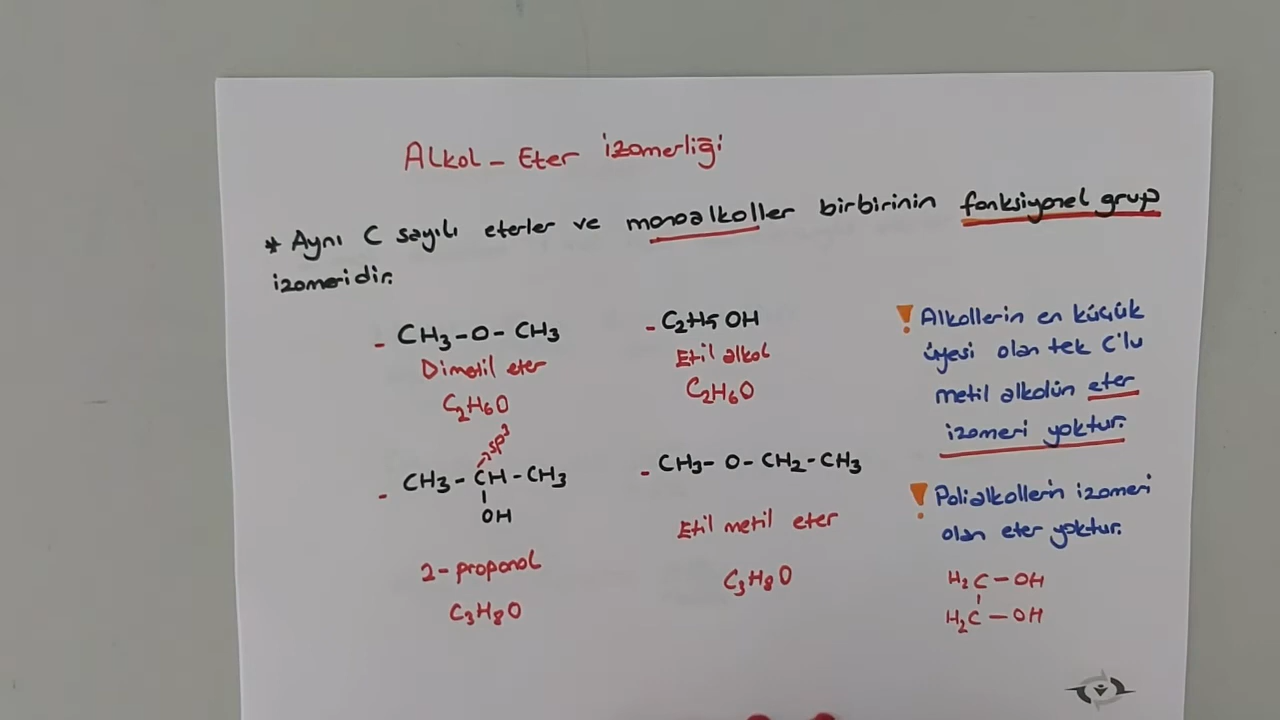 Alkol - Eter izomerliği
* Aynı C sayılı eterler ve monoalkoller birbirinin fonksiyonel grup
izomeridir.
- CH3-O-CH3
Dimetil eter
C2H6O
- C2H5OH
Etil alkol
C2H6O
- CH3-CH-CH3
→sp3
OH
2-propanol
C3H8O
- CH3-O-CH2-CH3
Etil metil eter
C3H8O
! Alkollerin en küçük
üyesi olan tek C'lu
metil alkolün eter
izomeri yoktur.
! Polialkollerin izomeri
olan eter yoktur.
H2C-OH
H2C-OH